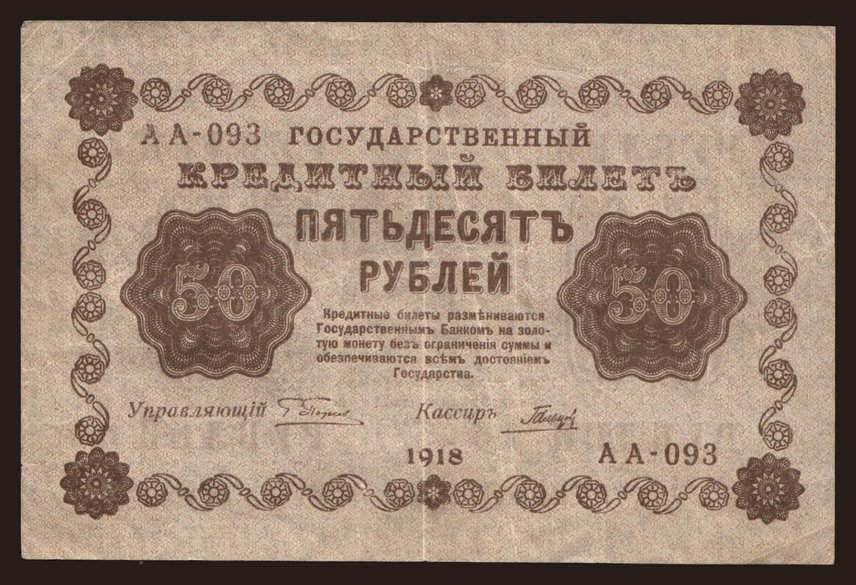 АА-093 ГОСУДАРСТВЕННЫЙ
КРЕДИТНЫЙ БИЛЕТЪ
ПЯТЬДЕСЯТЪ
РУБЛЕЙ
50
50
Кредитные билеты размѣниваются
Государственнымъ Банкомъ на золо-
тую монету безъ ограниченія суммы и
обезпечиваются всѣмъ достояніемъ
Государства.
Управляющій
Кассиръ
1918
АА-093